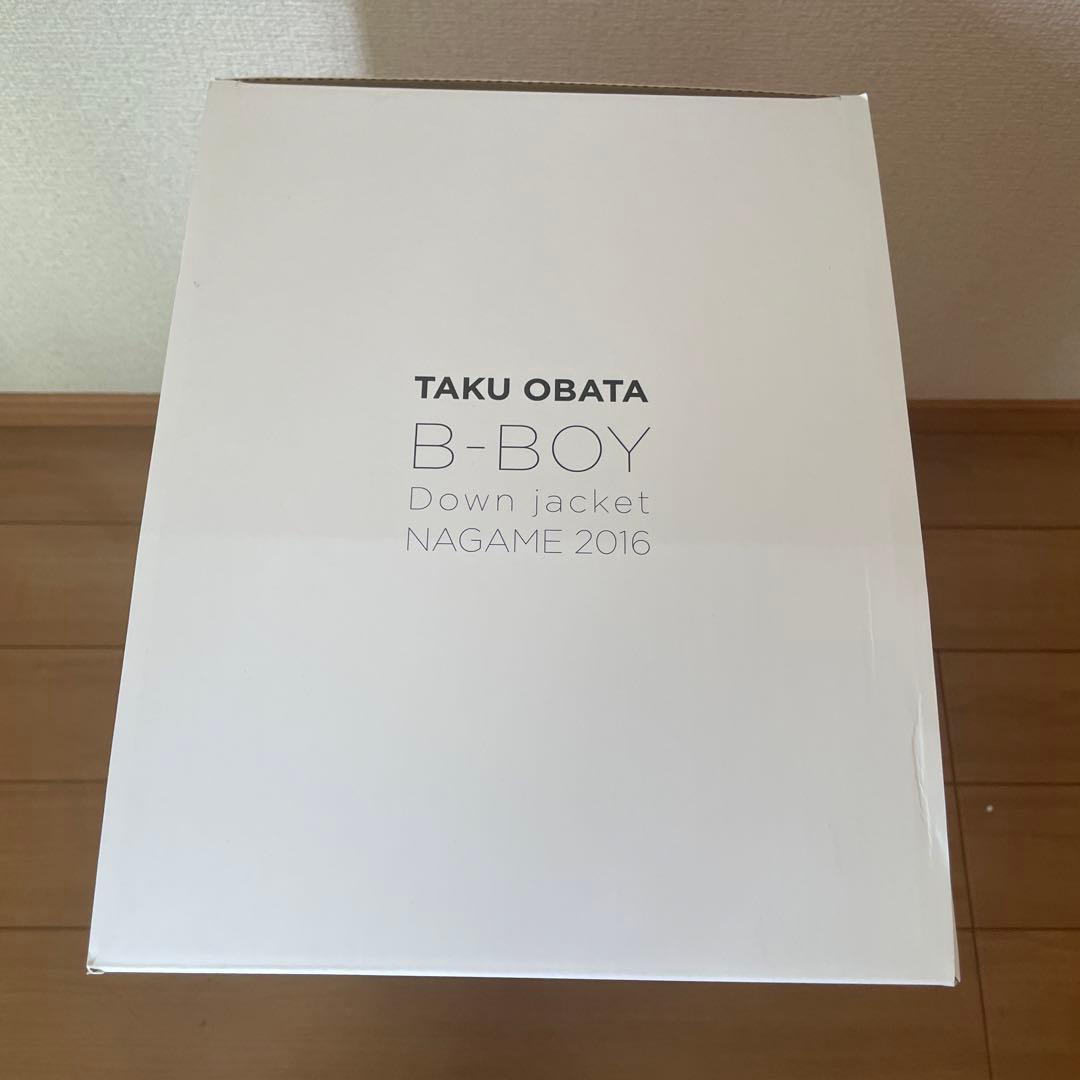 TAKU OBATA
B-BOY
Down jacket
NAGAME 2016